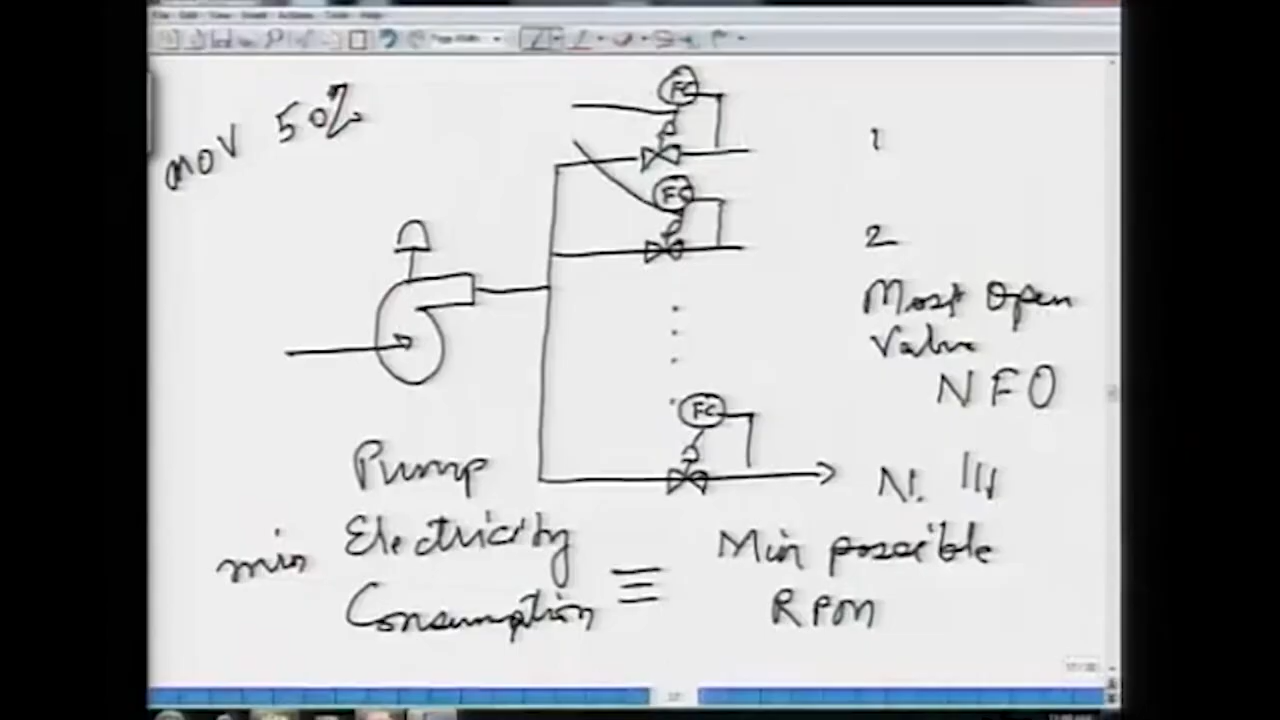 mov 50%
FC
1
FC
2
Most Open
Valve
NFO
FC
Pump
N.
min Electricity
Consumption ≡ Min possible
RPM